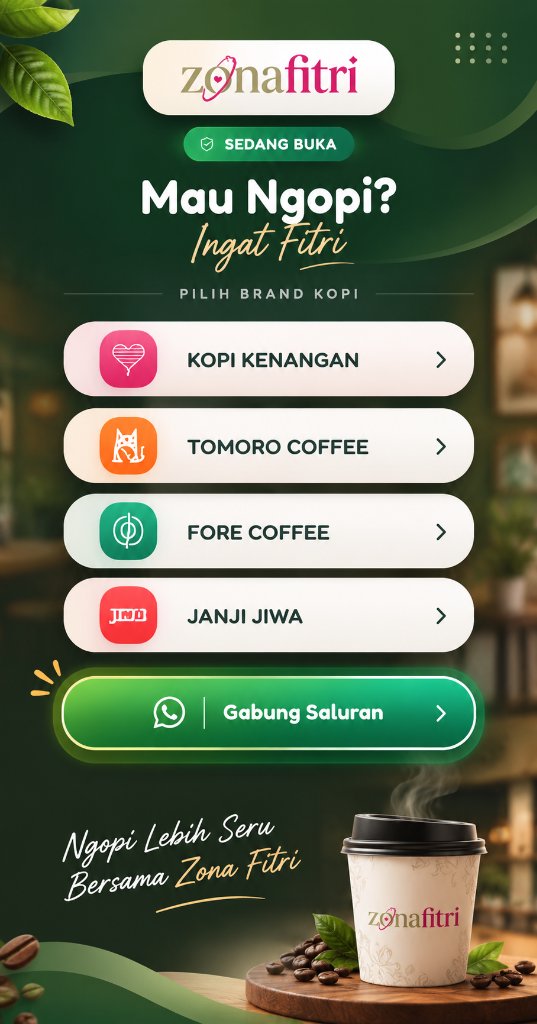 zonafitri
SEDANG BUKA
Mau Ngopi?
Ingat Fitri
PILIH BRAND KOPI
KOPI KENANGAN
TOMORO COFFEE
FORE COFFEE
JIWA
JANJI JIWA
Gabung Saluran
Ngopi Lebih Seru
Bersama Zona Fitri
zonafitri